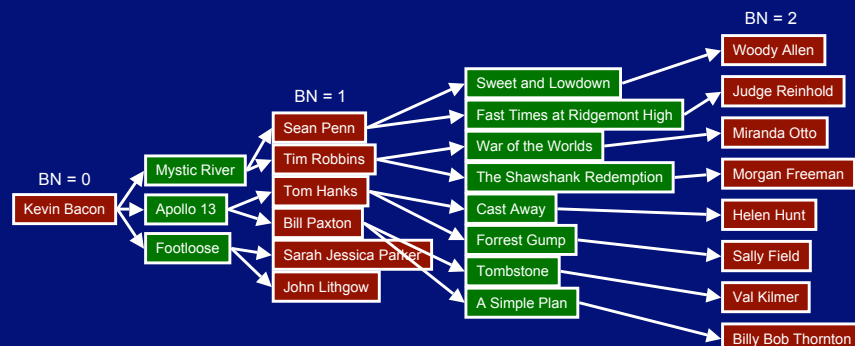 BN = 0
Kevin Bacon
Mystic River
Apollo 13
Footloose
BN = 1
Sean Penn
Tim Robbins
Tom Hanks
Bill Paxton
Sarah Jessica Parker
John Lithgow
Sweet and Lowdown
Fast Times at Ridgemont High
War of the Worlds
The Shawshank Redemption
Cast Away
Forrest Gump
Tombstone
A Simple Plan
BN = 2
Woody Allen
Judge Reinhold
Miranda Otto
Morgan Freeman
Helen Hunt
Sally Field
Val Kilmer
Billy Bob Thornton